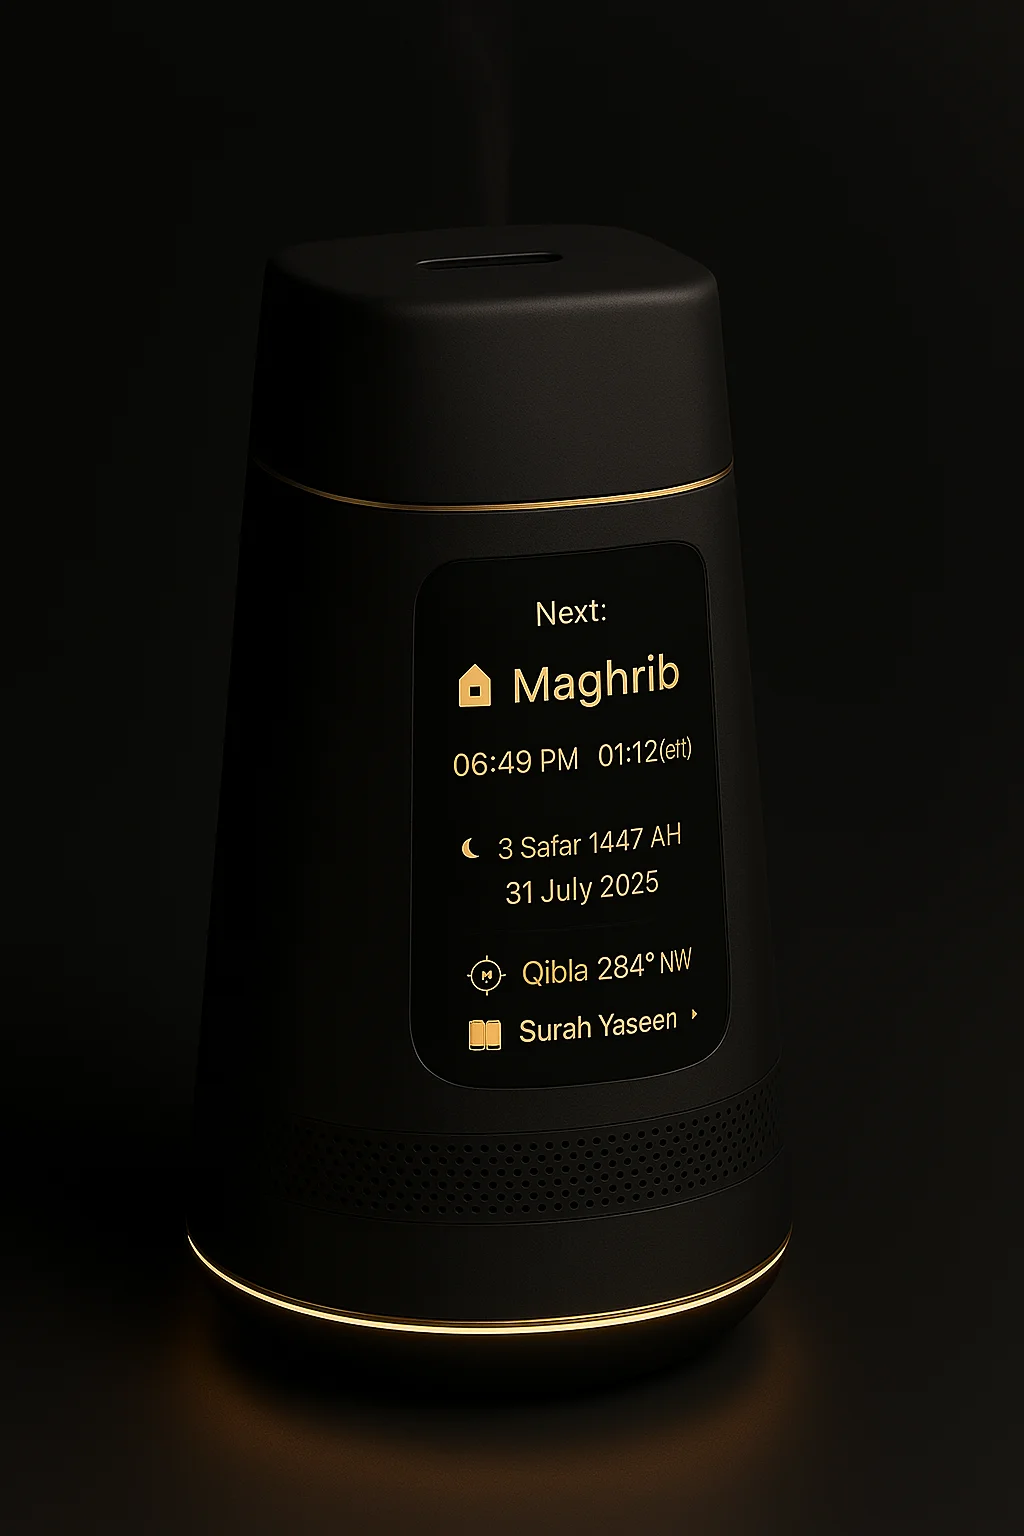 Next:
Maghrib
06:49 PM 01:12(ett)
3 Safar 1447 AH
31 July 2025
Qibla 284° NW
Surah Yaseen